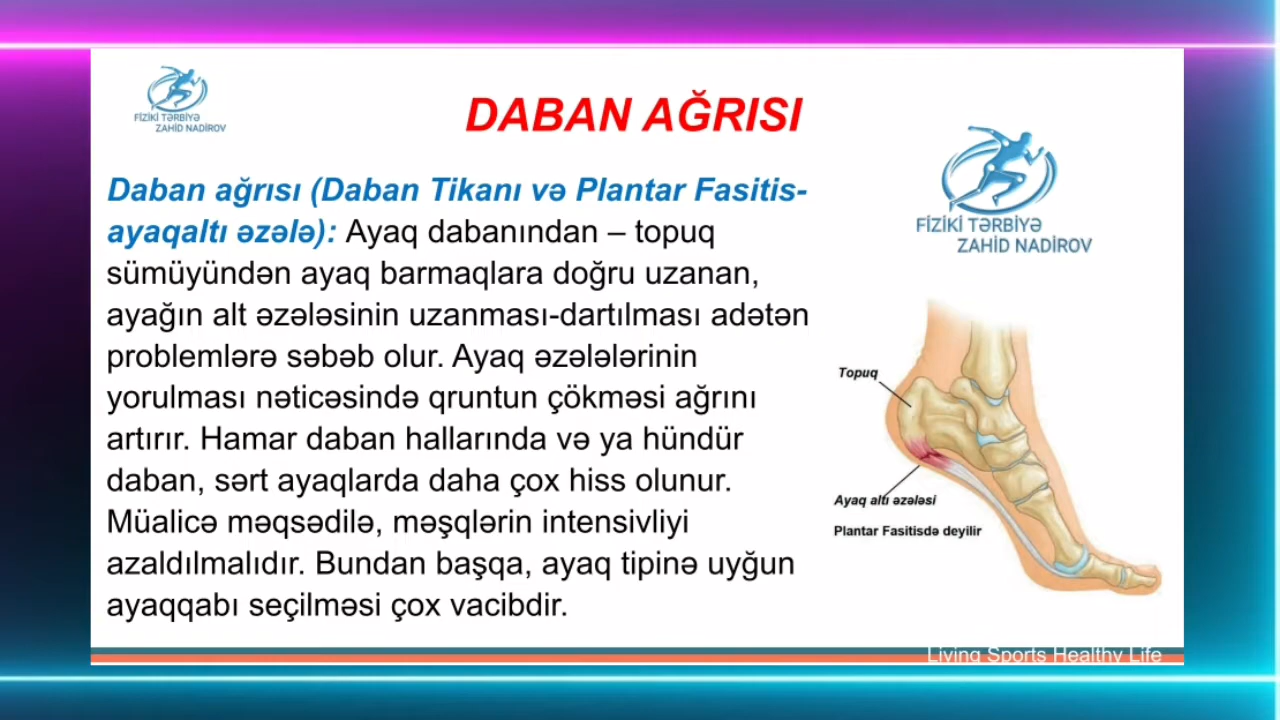 FİZİKİ TƏRBİYƏ
ZAHİD NADİROV
DABAN AĞRISI
FİZİKİ TƏRBİYƏ
ZAHİD NADİROV
Daban ağrısı (Daban Tikanı və Plantar Fasitis-
ayaqaltı əzələ): Ayaq dabanından – topuq
sümüyündən ayaq barmaqlara doğru uzanan,
ayağın alt əzələsinin uzanması-dartılması adətən
problemlərə səbəb olur. Ayaq əzələlərinin
yorulması nəticəsində qruntun çökməsi ağrını
artırır. Hamar daban hallarında və ya hündür
daban, sərt ayaqlarda daha çox hiss olunur.
Müalicə məqsədilə, məşqlərin intensivliyi
azaldılmalıdır. Bundan başqa, ayaq tipinə uyğun
ayaqqabı seçilməsi çox vacibdir.
Topuq
Ayaq altı əzələsi
Plantar Fasitisdə deyilir
Living Sports Healthy Life